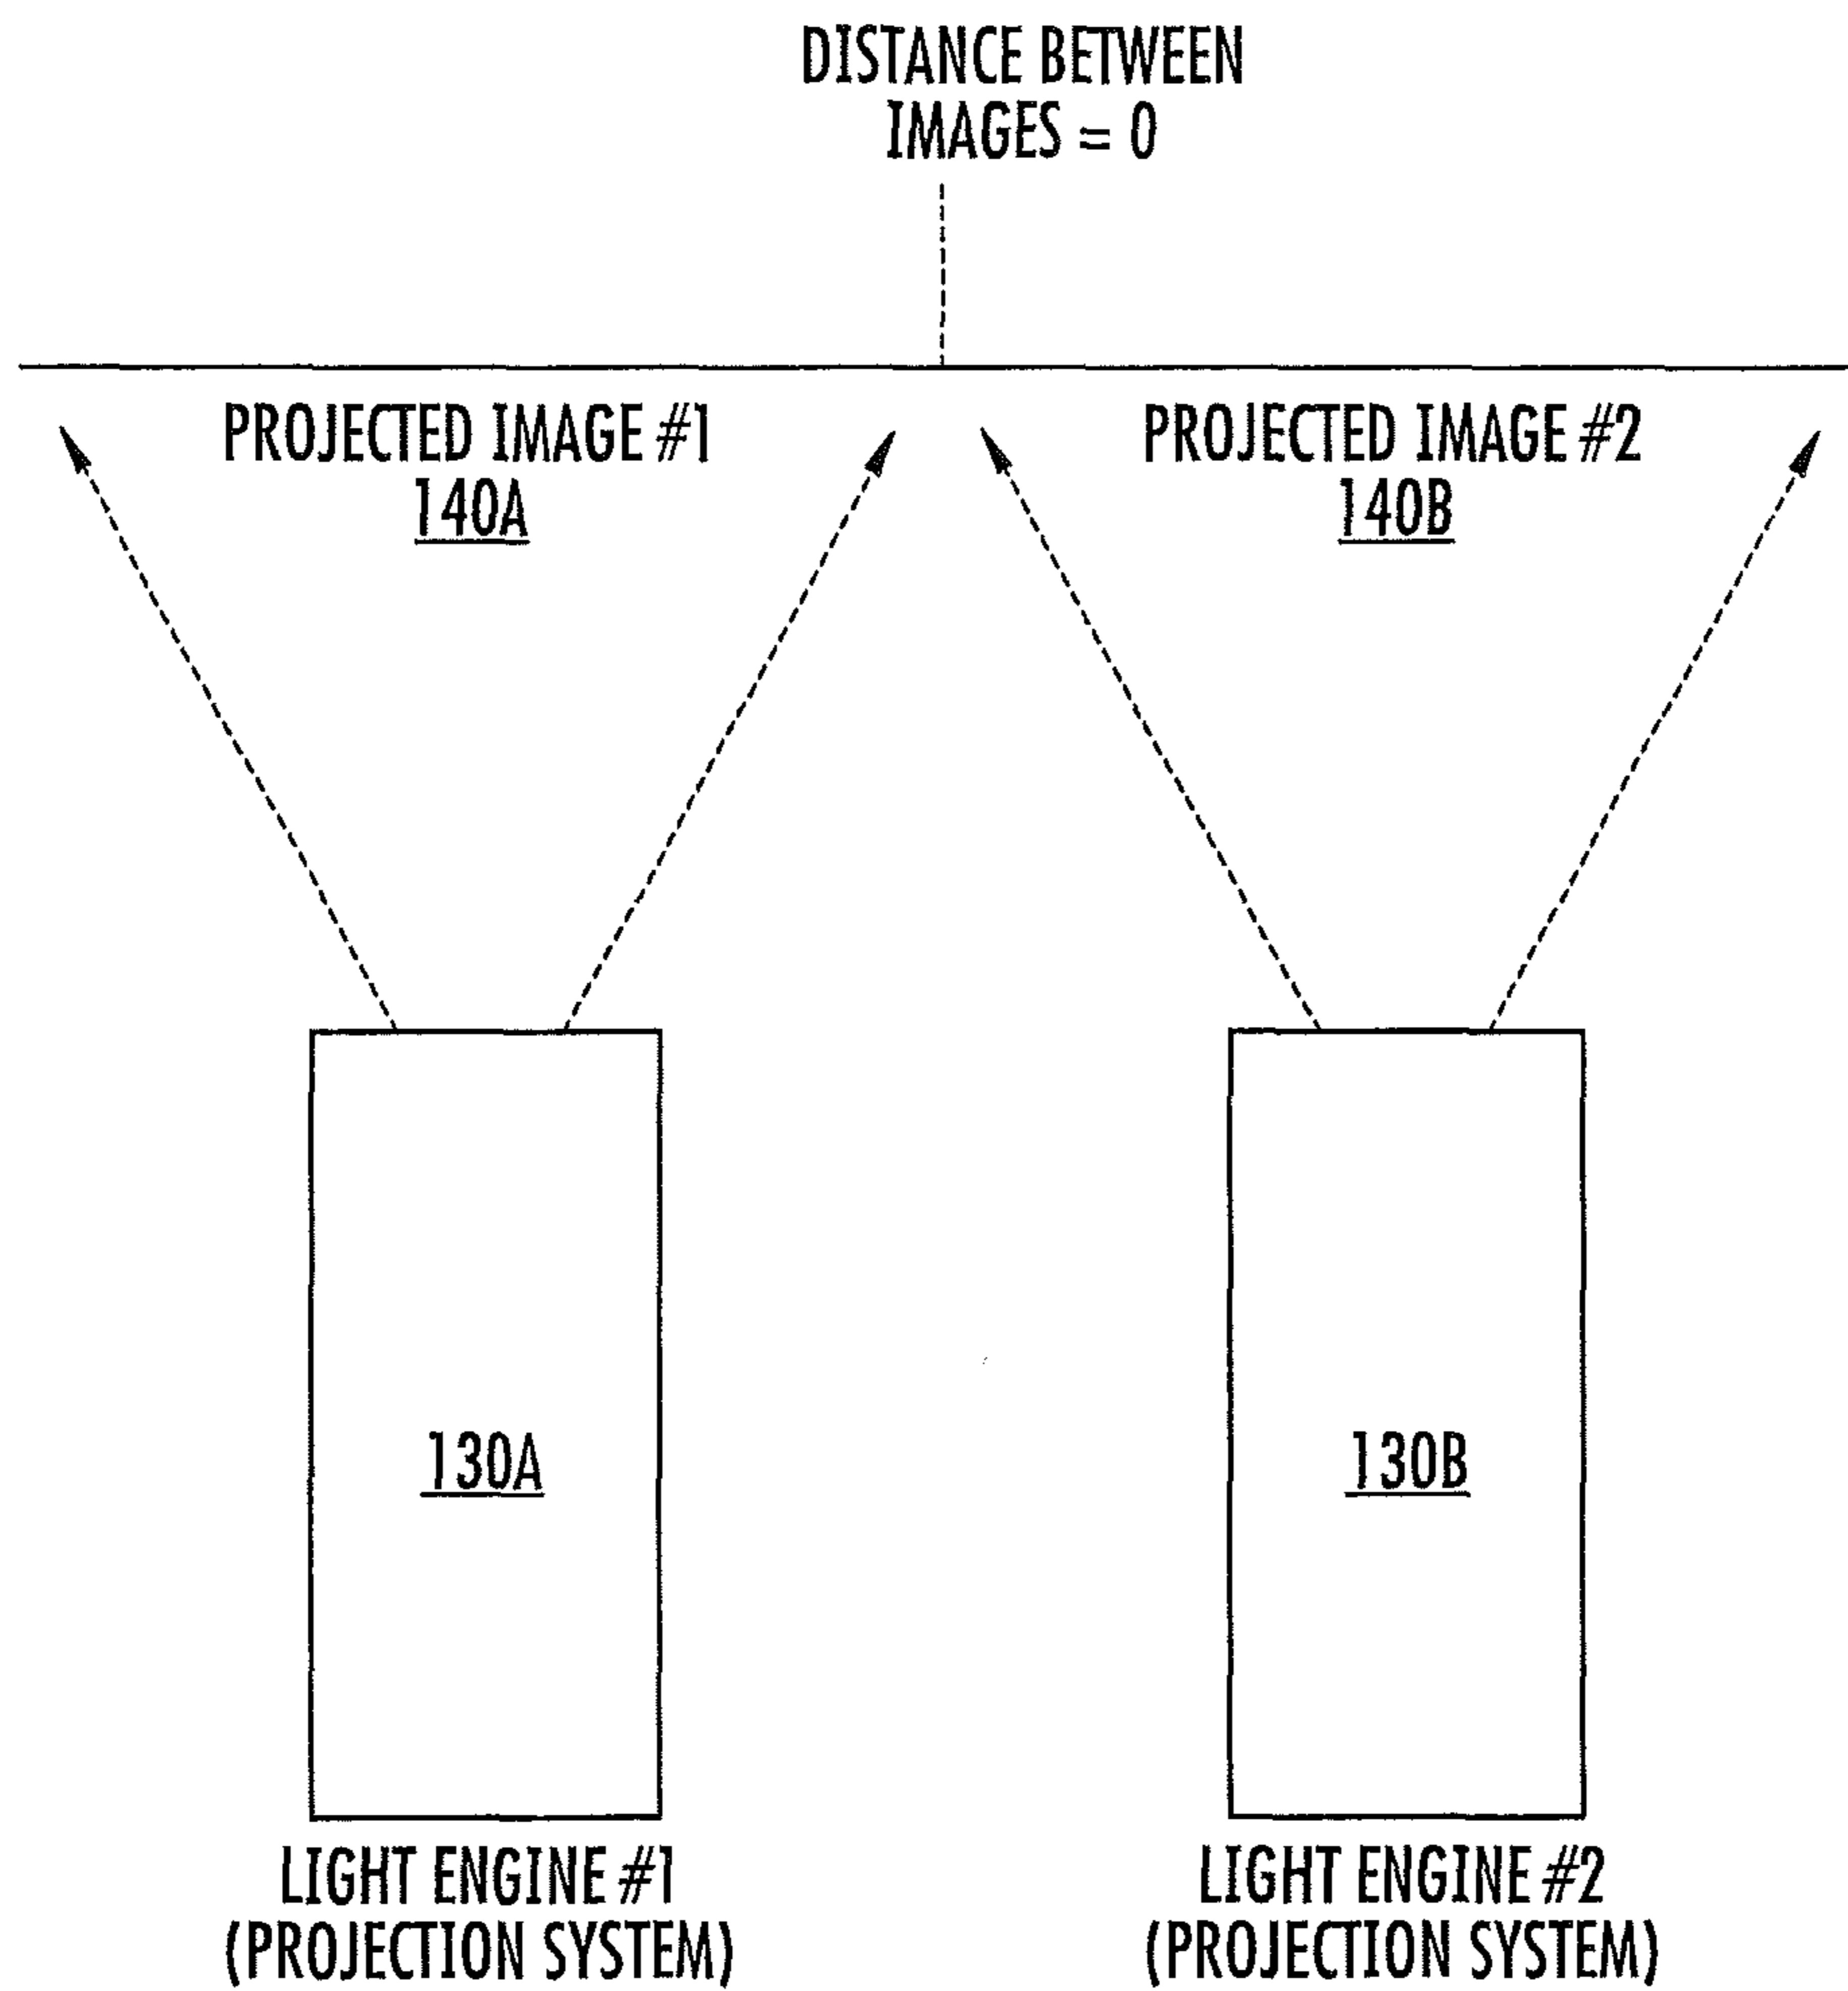 DISTANCE BETWEEN
IMAGES = 0
PROJECTED IMAGE #1
140A
PROJECTED IMAGE #2
140B
130A
130B
LIGHT ENGINE #1
(PROJECTION SYSTEM)
LIGHT ENGINE #2
(PROJECTION SYSTEM)